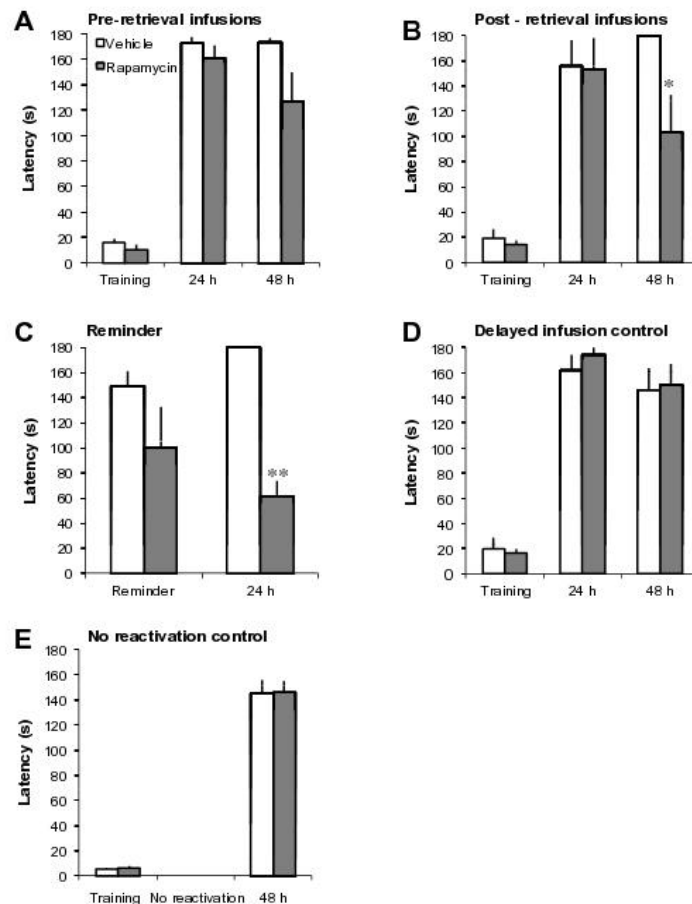 A
Pre-retrieval infusions
Vehicle
Rapamycin
Latency (s)
180
160
140
120
100
80
60
40
20
0
Training 24 h 48 h
B
Post - retrieval infusions
Latency (s)
180
160
140
120
100
80
60
40
20
0
*
Training 24 h 48 h
C
Reminder
Latency (s)
180
160
140
120
100
80
60
40
20
0
**
Reminder 24 h
D
Delayed infusion control
Latency (s)
180
160
140
120
100
80
60
40
20
0
Training 24 h 48 h
E
No reactivation control
Latency (s)
180
160
140
120
100
80
60
40
20
0
Training No reactivation 48 h